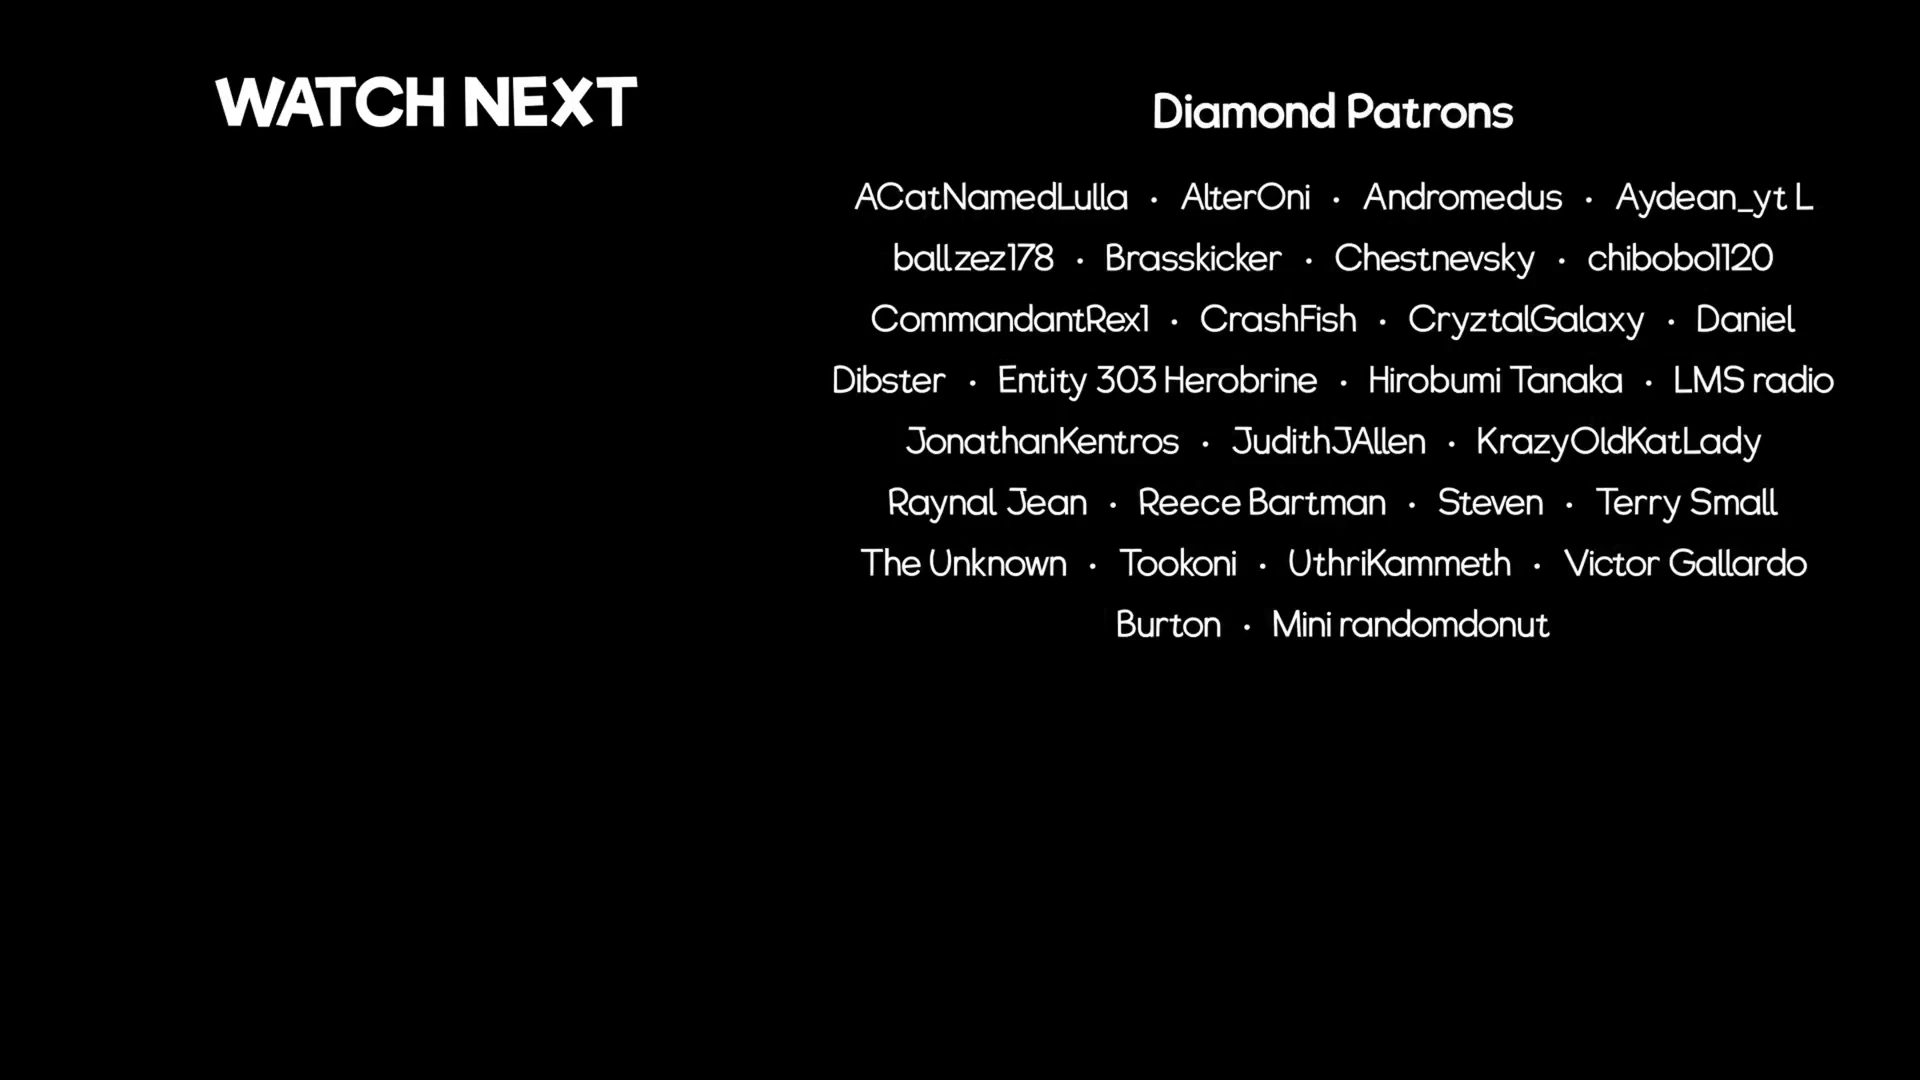 WATCH NEXT
Diamond Patrons
ACatNamedLulla · AlterOni · Andromedus · Aydean_yt L
ballzez178 · Brasskicker · Chestnevsky · chibobo1120
CommandantRex1 · CrashFish · CryztalGalaxy · Daniel
Dibster · Entity 303 Herobrine · Hirobumi Tanaka · LMS radio
JonathanKentros · JudithJAllen · KrazyOldKatLady
Raynal Jean · Reece Bartman · Steven · Terry Small
The Unknown · Tookoni · UthriKammeth · Victor Gallardo
Burton · Mini randomdonut